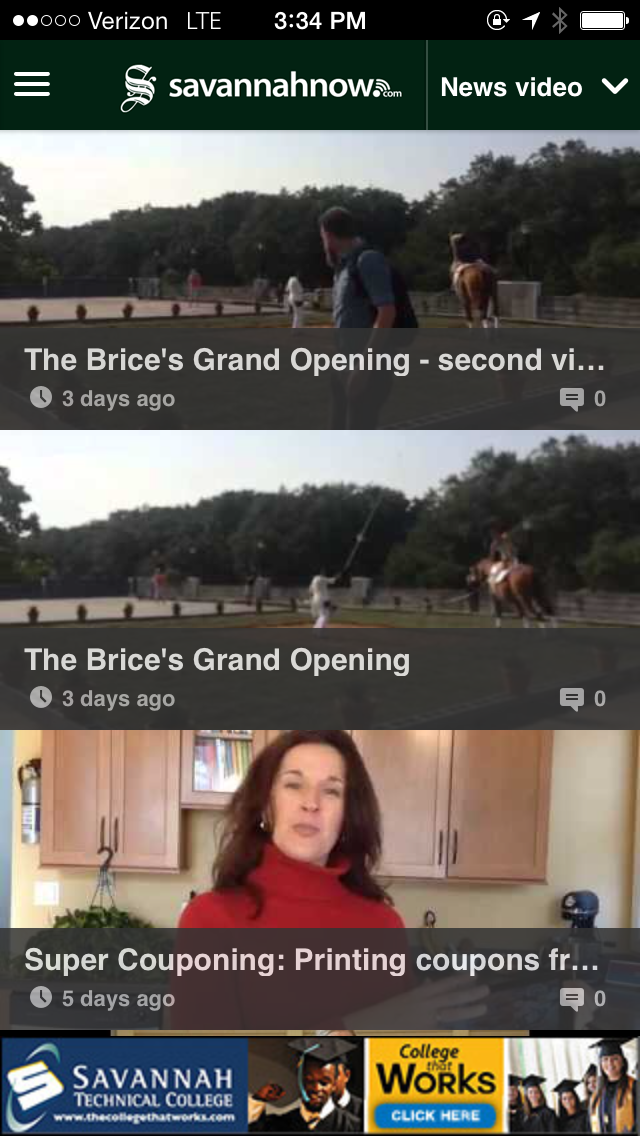 Verizon LTE 3:34 PM
savannahnow.com News video
The Brice's Grand Opening - second vi...
3 days ago 0
The Brice's Grand Opening
3 days ago 0
Super Couponing: Printing coupons fr...
5 days ago 0
SAVANNAH
TECHNICAL COLLEGE
www.thecollegethatworks.com
College
that
WORKS
CLICK HERE